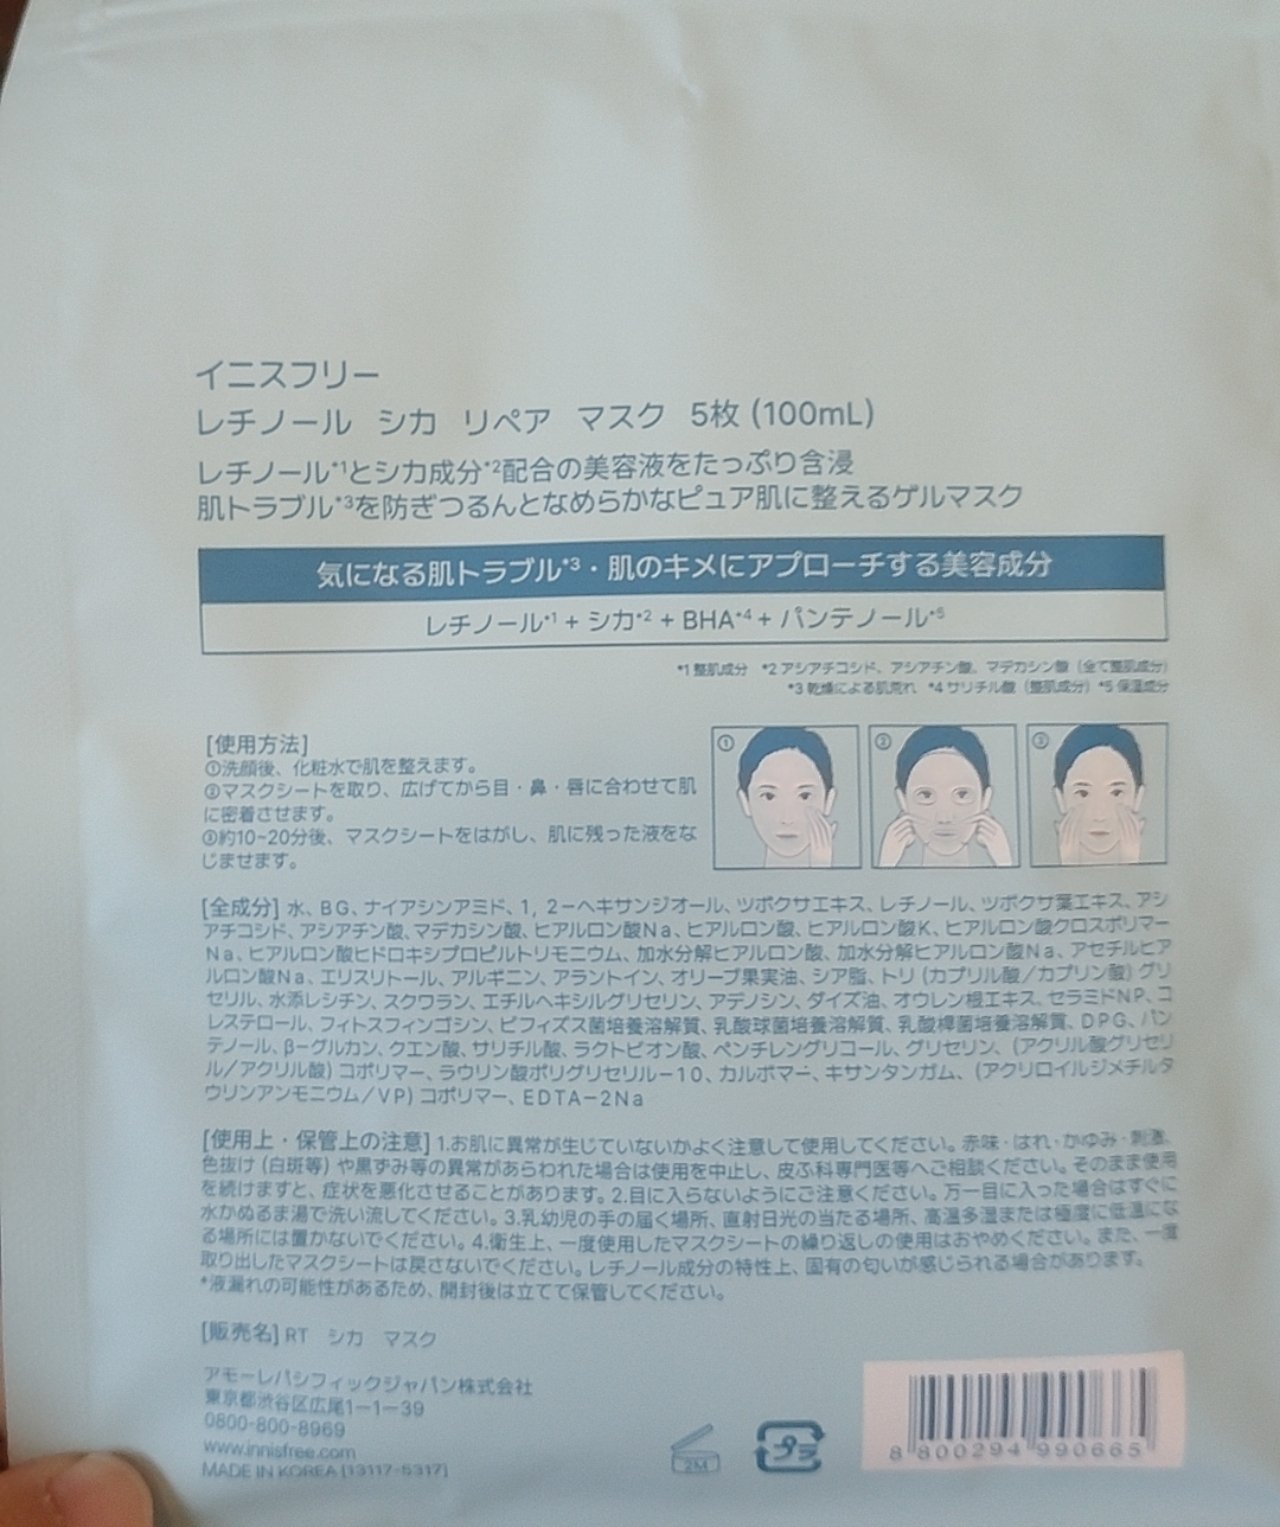 イニスフリー
レチノール シカ リペア マスク 5枚 (100mL)
レチノール*1とシカ成分*2配合の美容液をたっぷり含浸
肌トラブル*3を防ぎつるんとなめらかなピュア肌に整えるゲルマスク
気になる肌トラブル*3・肌のキメにアプローチする美容成分
レチノール*1 + シカ*2 + BHA*4 + パンテノール*5
*1 整肌成分 *2 アシアチコシド、アシアチン酸、マデカシン酸 (全て整肌成分)
*3 乾燥による肌荒れ *4 サリチル酸 (整肌成分) *5 保湿成分
[使用方法]
①洗顔後、化粧水で肌を整えます。
②マスクシートを取り、広げてから目・鼻・唇に合わせて肌
に密着させます。
③約10~20分後、マスクシートをはがし、肌に残った液をな
じませます。
①
②
③
[全成分] 水、BG、ナイアシンアミド、1, 2-ヘキサンジオール、ツボクサエキス、レチノール、ツボクサ葉エキス、アシ
アチコシド、アシアチン酸、マデカシン酸、ヒアルロン酸Na、ヒアルロン酸、ヒアルロン酸K、ヒアルロン酸クロスポリマー
Na、ヒアルロン酸ヒドロキシプロピルトリモニウム、加水分解ヒアルロン酸、加水分解ヒアルロン酸Na、アセチルヒア
ルロン酸Na、エリスリトール、アルギニン、アラントイン、オリーブ果実油、シア脂、トリ (カプリル酸/カプリン酸) グリ
セリル、水添レシチン、スクワラン、エチルヘキシルグリセリン、アデノシン、ダイズ油、オウレン根エキス、セラミドNP、コ
レステロール、フィトスフィンゴシン、ビフィズス菌培養溶解質、乳酸球菌培養溶解質、乳酸桿菌培養溶解質、DPG、パン
テノール、β-グルカン、クエン酸、サリチル酸、ラクトビオン酸、ペンチレングリコール、グリセリン、(アクリル酸グリセリ
ル/アクリル酸) コポリマー、ラウリン酸ポリグリセリル-10、カルボマー、キサンタンガム、(アクリロイルジメチルタ
ウリンアンモニウム/VP) コポリマー、EDTA-2Na
[使用上・保管上の注意] 1.お肌に異常が生じていないかよく注意して使用してください。赤味・はれ・かゆみ・刺激、
色抜け (白斑等) や黒ずみ等の異常があらわれた場合は使用を中止し、皮ふ科専門医等へご相談ください。そのまま使用
を続けますと、症状を悪化させることがあります。2.目に入らないようにご注意ください。万一目に入った場合はすぐに
水かぬるま湯で洗い流してください。3.乳幼児の手の届く場所、直射日光の当たる場所、高温多湿または極度に低温にな
る場所には置かないでください。4.衛生上、一度使用したマスクシートの繰り返しの使用はおやめください。また、一度
取り出したマスクシートは戻さないでください。レチノール成分の特性上、固有の匂いが感じられる場合があります。
*液漏れの可能性があるため、開封後は立てて保管してください。
[販売名] RT シカ マスク
アモーレパシフィックジャパン株式会社
東京都渋谷区広尾1-1-39
0800-800-8969
www.innisfree.com
MADE IN KOREA [13117-5317]
2M
プラ
8 800294 990665